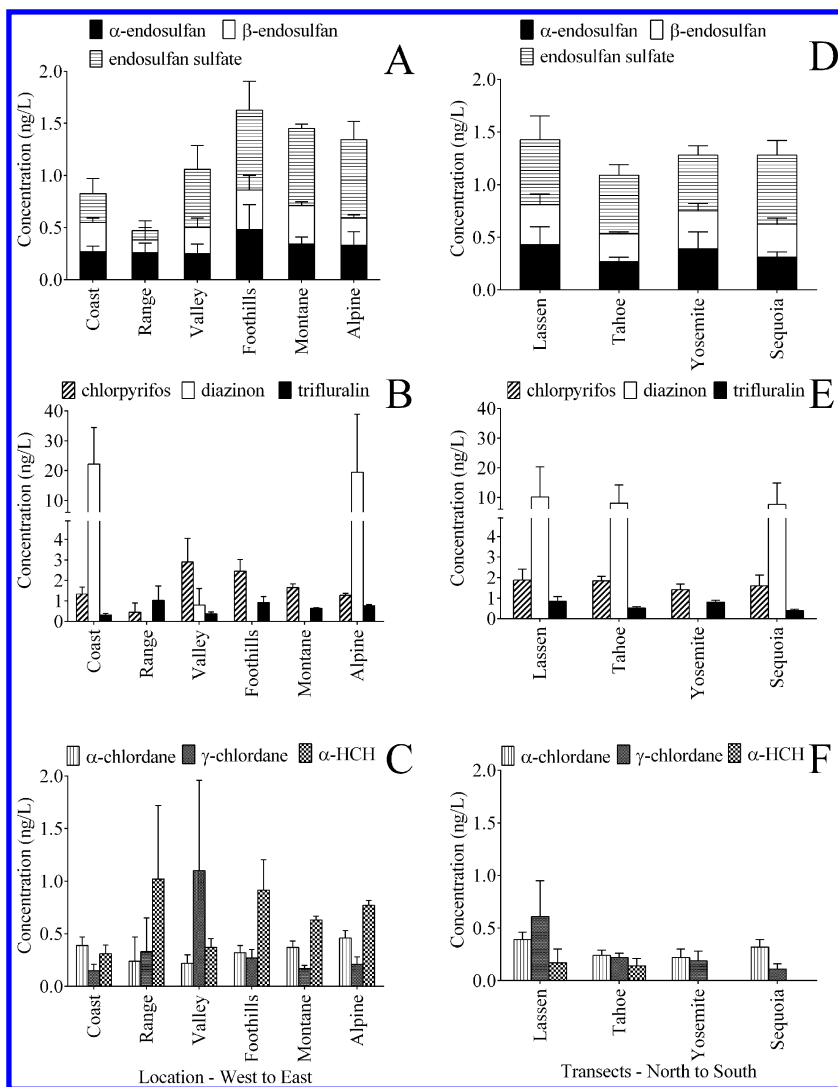 α-endosulfan β-endosulfan
endosulfan sulfate
A
Concentration (ng/L)
2.0
1.5
1.0
0.5
0.0
Coast
Range
Valley
Foothills
Montane
Alpine
α-endosulfan β-endosulfan
endosulfan sulfate
D
Concentration (ng/L)
2.0
1.5
1.0
0.5
0.0
Lassen
Tahoe
Yosemite
Sequoia
chlorpyrifos diazinon trifluralin
B
Concentration (ng/L)
40
30
20
10
4
3
2
1
0
Coast
Range
Valley
Foothills
Montane
Alpine
chlorpyrifos diazinon trifluralin
E
Concentration (ng/L)
40
30
20
10
4
3
2
1
0
Lassen
Tahoe
Yosemite
Sequoia
α-chlordane γ-chlordane α-HCH
C
Concentration (ng/L)
2.0
1.5
1.0
0.5
0.0
Coast
Range
Valley
Foothills
Montane
Alpine
Location - West to East
α-chlordane γ-chlordane α-HCH
F
Concentration (ng/L)
2.0
1.5
1.0
0.5
0.0
Lassen
Tahoe
Yosemite
Sequoia
Transects - North to South